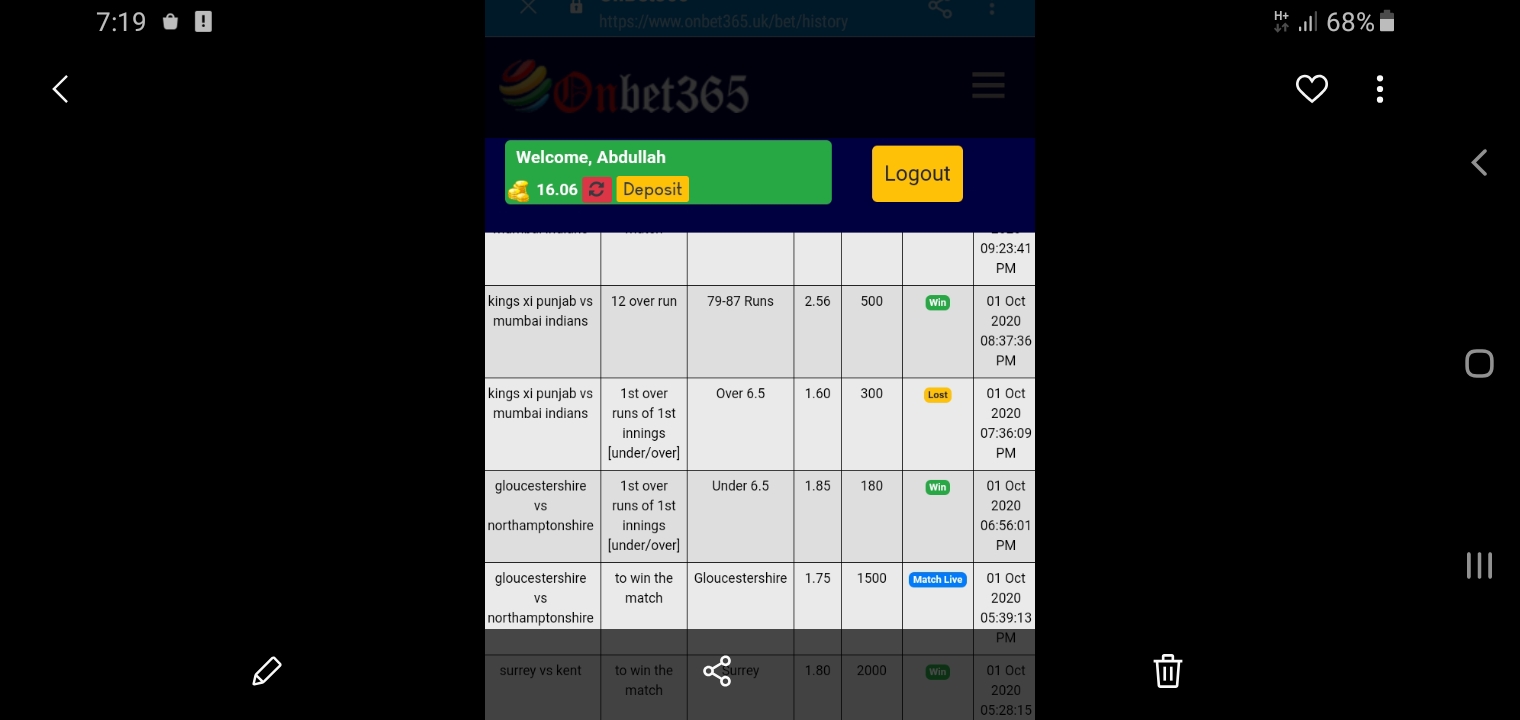 7:19
H+ 68%
Onbet365
https://www.onbet365.uk/bet/history
Onbet365
Welcome, Abdullah
16.06 Deposit
Logout
mumbai indians match 2020
09:23:41
PM
kings xi punjab vs 12 over run 79-87 Runs 2.56 500 Win 01 Oct
mumbai indians 2020
08:37:36
PM
kings xi punjab vs 1st over Over 6.5 1.60 300 Lost 01 Oct
mumbai indians runs of 1st 2020
innings 07:36:09
[under/over] PM
gloucestershire 1st over Under 6.5 1.85 180 Win 01 Oct
vs runs of 1st 2020
northamptonshire innings 06:56:01
[under/over] PM
gloucestershire to win the Gloucestershire 1.75 1500 Match Live 01 Oct
vs match 2020
northamptonshire 05:39:13
PM
surrey vs kent to win the Surrey 1.80 2000 Win 01 Oct
match 2020
05:28:15